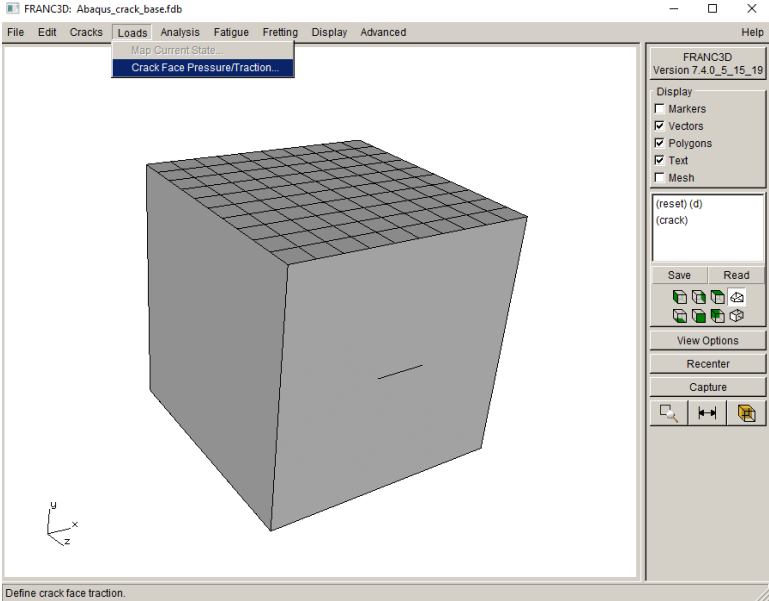 FRANC3D: Abaqus_crack_base.fdb
File Edit Cracks Loads Analysis Fatigue Fretting Display Advanced Help
Map Current State...
Crack Face Pressure/Traction...
FRANC3D
Version 7.4.0_5_15_19
Display
Markers
Vectors
Polygons
Text
Mesh
(reset) (d)
(crack)
Save Read
View Options
Recenter
Capture
y
x
z
Define crack face traction.